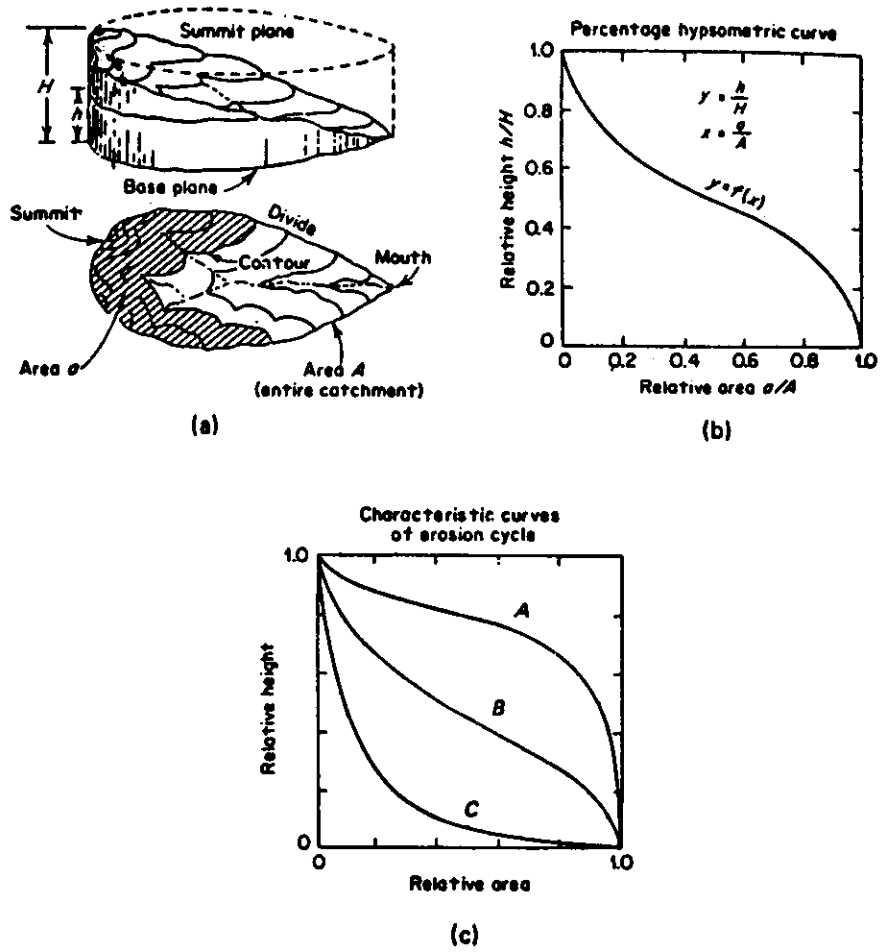 Summit plane
H
h
Base plane
Summit
Divide
Contour
Mouth
Area a
Area A
(entire catchment)
(a)
Percentage hypsometric curve
1.0
0.8
0.6
0.4
0.2
0
Relative height h/H
y = h/H
x = a/A
y = f(x)
0 0.2 0.4 0.6 0.8 1.0
Relative area a/A
(b)
Characteristic curves
of erosion cycle
1.0
0
Relative height
A
B
C
0 1.0
Relative area
(c)